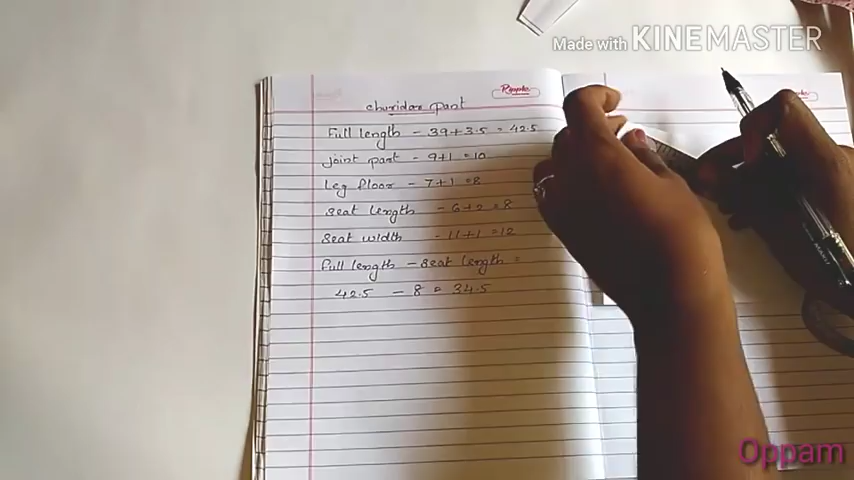 Made with KINEMASTER
churidar pant
Full length - 39+3.5 = 42.5
joint part - 9+1 = 10
Leg floor - 7+1 = 8
seat length - 6+2 = 8
seat width - 11+1 = 12
Full length - seat length =
42.5 - 8 = 34.5
Oppam